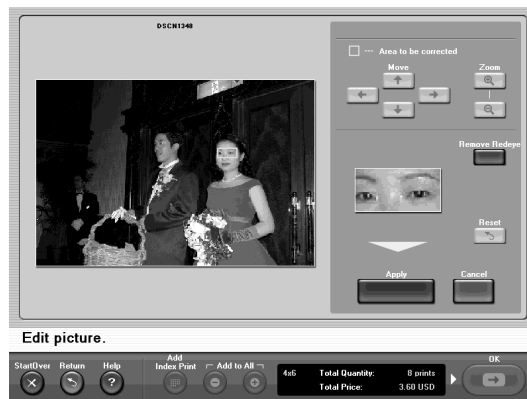 DSCN1348
--- Area to be corrected
Move
Zoom
Remove Redeye
Reset
Apply
Cancel
Edit picture.
StartOver
Return
Help
Add
Index Print
Add to All
4x6
Total Quantity:
8 prints
Total Price:
3.60 USD
OK